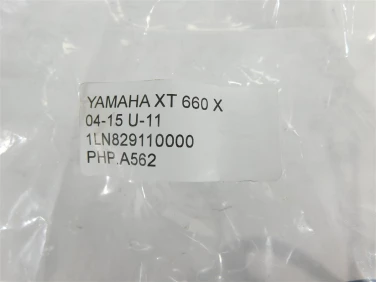 YAMAHA XT 660 X
04-15 U-11
1LN829110000
PHP.A562